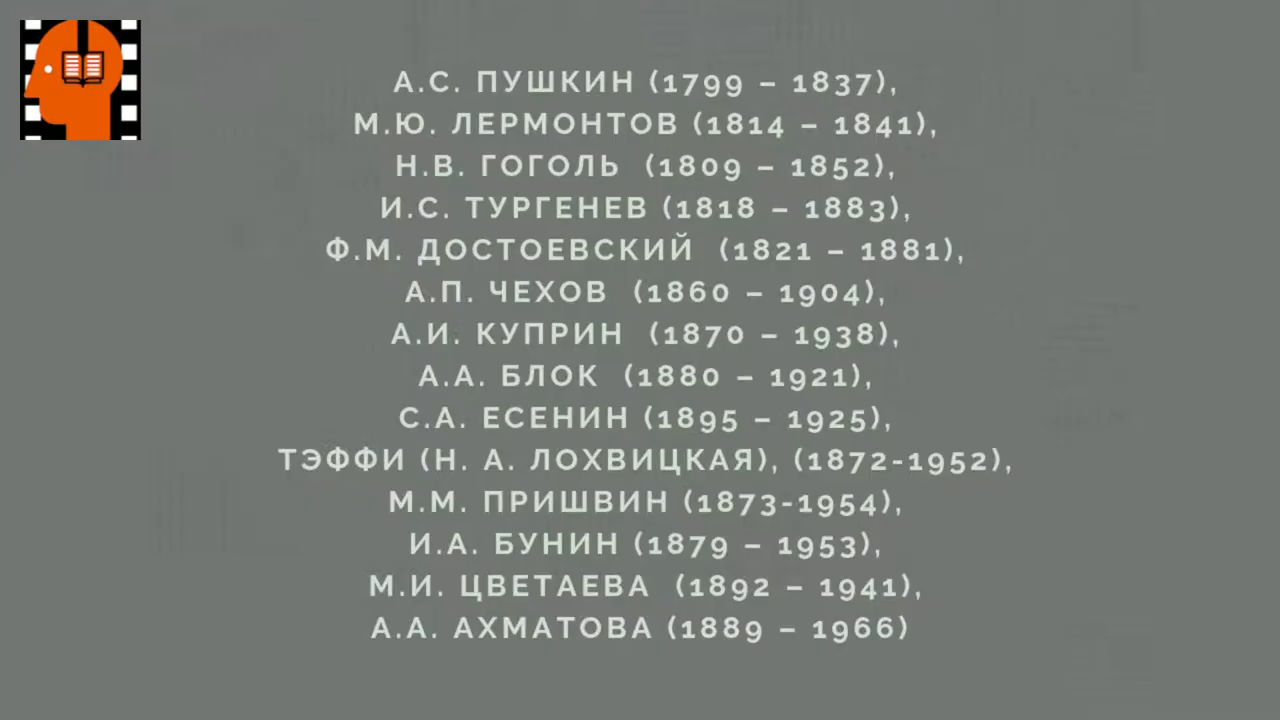 А.С. ПУШКИН (1799 – 1837),
М.Ю. ЛЕРМОНТОВ (1814 – 1841),
Н.В. ГОГОЛЬ (1809 – 1852),
И.С. ТУРГЕНЕВ (1818 – 1883),
Ф.М. ДОСТОЕВСКИЙ (1821 – 1881),
А.П. ЧЕХОВ (1860 – 1904),
А.И. КУПРИН (1870 – 1938),
А.А. БЛОК (1880 – 1921),
С.А. ЕСЕНИН (1895 – 1925),
ТЭФФИ (Н. А. ЛОХВИЦКАЯ), (1872-1952),
М.М. ПРИШВИН (1873-1954),
И.А. БУНИН (1879 – 1953),
М.И. ЦВЕТАЕВА (1892 – 1941),
А.А. АХМАТОВА (1889 – 1966)